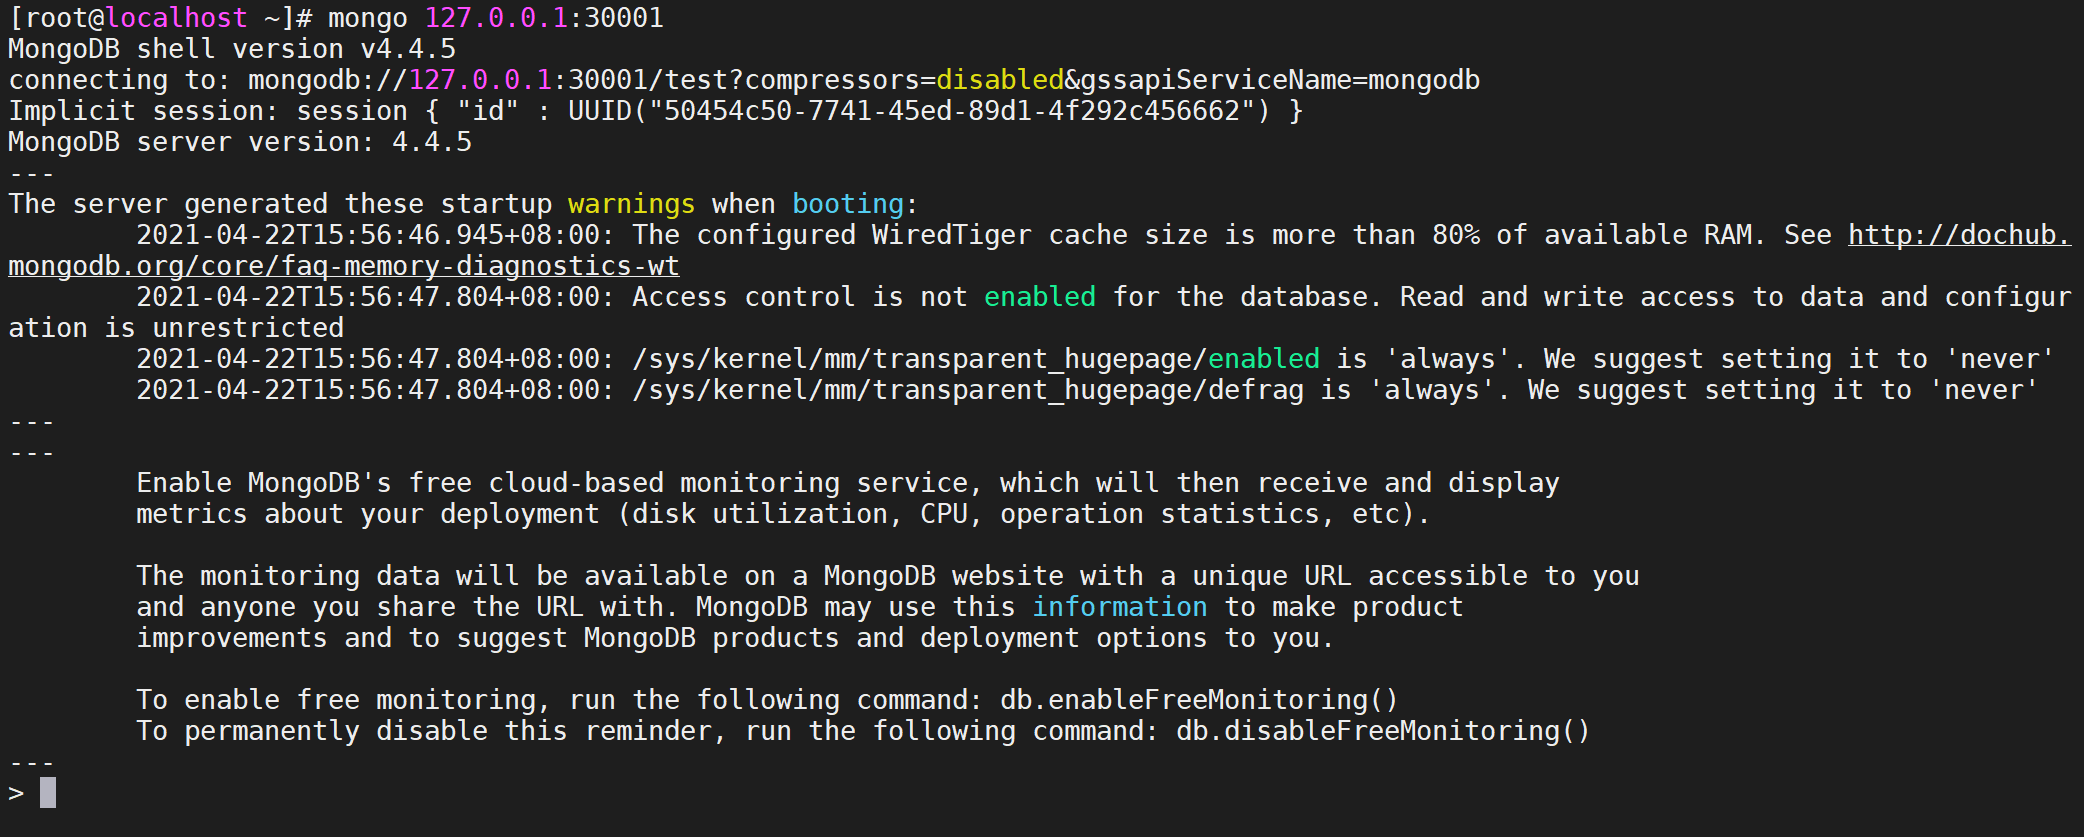 [root@localhost ~]# mongo 127.0.0.1:30001
MongoDB shell version v4.4.5
connecting to: mongodb://127.0.0.1:30001/test?compressors=disabled&gssapiServiceName=mongodb
Implicit session: session { "id" : UUID("50454c50-7741-45ed-89d1-4f292c456662") }
MongoDB server version: 4.4.5
---
The server generated these startup warnings when booting:
        2021-04-22T15:56:46.945+08:00: The configured WiredTiger cache size is more than 80% of available RAM. See http://dochub.
mongodb.org/core/faq-memory-diagnostics-wt
        2021-04-22T15:56:47.804+08:00: Access control is not enabled for the database. Read and write access to data and configur
ation is unrestricted
        2021-04-22T15:56:47.804+08:00: /sys/kernel/mm/transparent_hugepage/enabled is 'always'. We suggest setting it to 'never'
        2021-04-22T15:56:47.804+08:00: /sys/kernel/mm/transparent_hugepage/defrag is 'always'. We suggest setting it to 'never'
---
---
        Enable MongoDB's free cloud-based monitoring service, which will then receive and display
        metrics about your deployment (disk utilization, CPU, operation statistics, etc).

        The monitoring data will be available on a MongoDB website with a unique URL accessible to you
        and anyone you share the URL with. MongoDB may use this information to make product
        improvements and to suggest MongoDB products and deployment options to you.

        To enable free monitoring, run the following command: db.enableFreeMonitoring()
        To permanently disable this reminder, run the following command: db.disableFreeMonitoring()
---
>